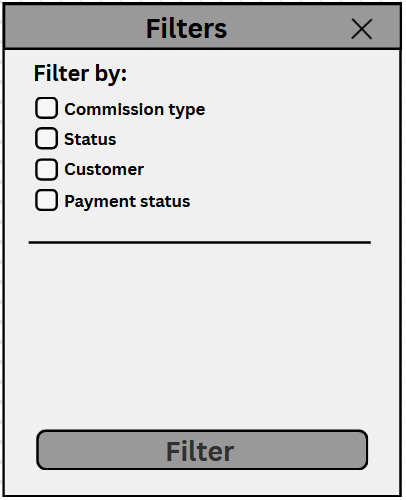 Filters
Filter by:
Commission type
Status
Customer
Payment status
Filter